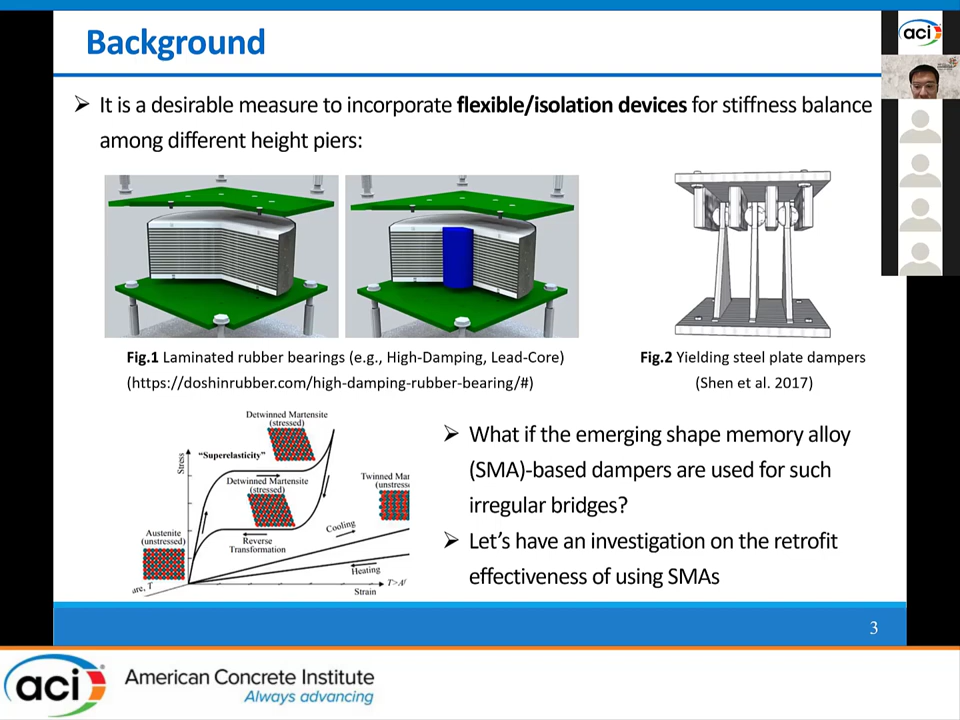 Background
➢ It is a desirable measure to incorporate flexible/isolation devices for stiffness balance
among different height piers:
Fig.1 Laminated rubber bearings (e.g., High-Damping, Lead-Core)
(https://doshinrubber.com/high-damping-rubber-bearing/#)
Fig.2 Yielding steel plate dampers
(Shen et al. 2017)
Detwinned Martensite
(stressed)
"Superelasticity"
Stress
Detwinned Martensite
(stressed)
Twinned Mar
(unstress
Cooling
Austenite
(unstressed)
Reverse
Transformation
Heating
T>Af
Strain
are, T
➢ What if the emerging shape memory alloy
(SMA)-based dampers are used for such
irregular bridges?
➢ Let's have an investigation on the retrofit
effectiveness of using SMAs
3
aci
aci
American Concrete Institute
Always advancing